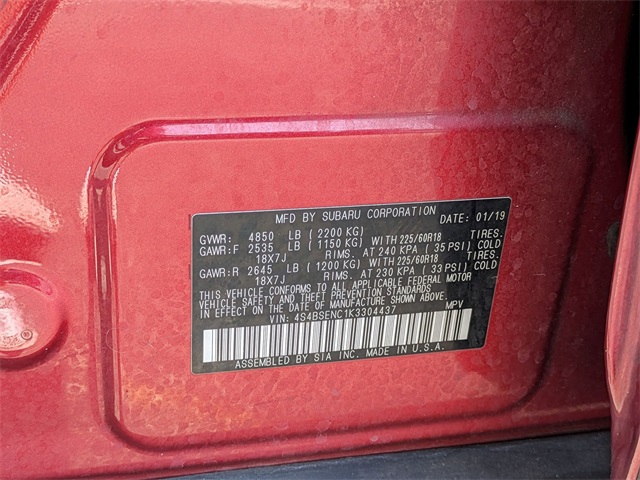 MFD BY SUBARU CORPORATION DATE: 01/19
GVWR: 4850 LB ( 2200 KG) TIRES.
GAWR:F 2535 LB ( 1150 KG) WITH 225/60R18
18X7J RIMS. AT 240 KPA ( 35 PSI) COLD
GAWR:R 2645 LB ( 1200 KG) WITH 225/60R18 TIRES.
18X7J RIMS. AT 230 KPA ( 33 PSI) COLD
THIS VEHICLE CONFORMS TO ALL APPLICABLE FEDERAL MOTOR
VEHICLE SAFETY AND THEFT PREVENTION STANDARDS IN EFFECT
ON THE DATE OF MANUFACTURE SHOWN ABOVE.
VIN: 4S4BSENC1K3304437 MPV
ASSEMBLED BY SIA INC. MADE IN U.S.A.